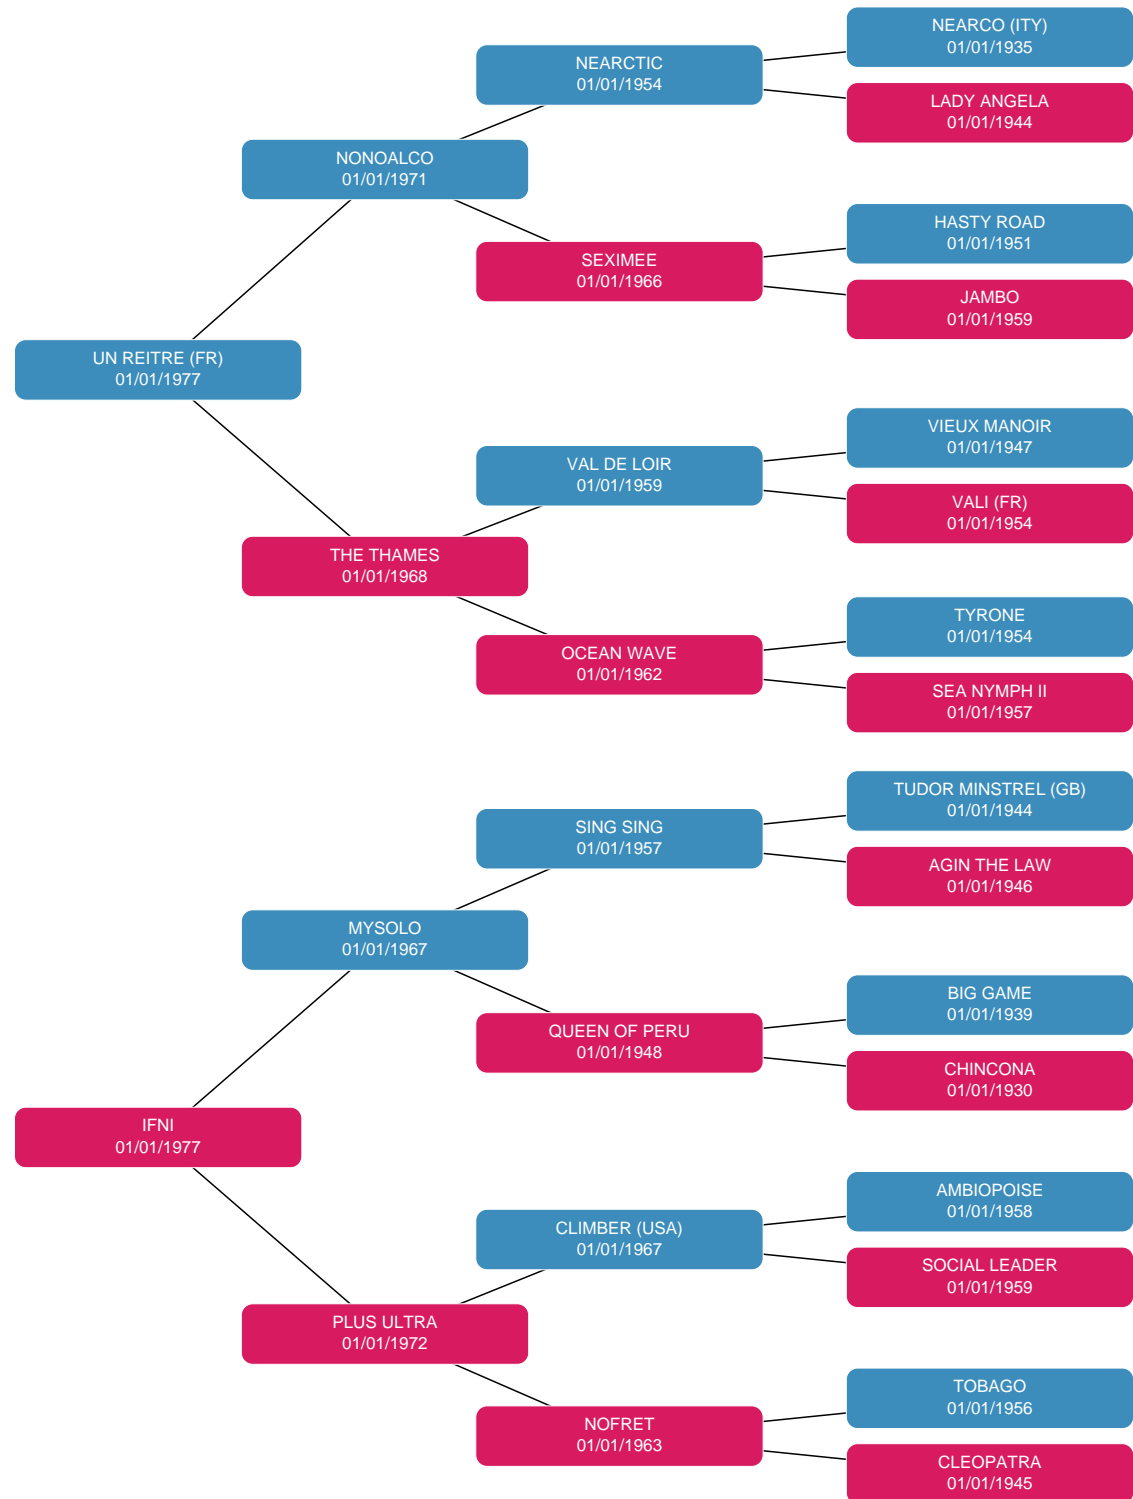 NEARCO (ITY)
01/01/1935
NEARCTIC
01/01/1954
LADY ANGELA
01/01/1944
NONOALCO
01/01/1971
HASTY ROAD
01/01/1951
SEXIMEE
01/01/1966
JAMBO
01/01/1959
UN REITRE (FR)
01/01/1977
VIEUX MANOIR
01/01/1947
VAL DE LOIR
01/01/1959
VALI (FR)
01/01/1954
THE THAMES
01/01/1968
TYRONE
01/01/1954
OCEAN WAVE
01/01/1962
SEA NYMPH II
01/01/1957
TUDOR MINSTREL (GB)
01/01/1944
SING SING
01/01/1957
AGIN THE LAW
01/01/1946
MYSOLO
01/01/1967
BIG GAME
01/01/1939
QUEEN OF PERU
01/01/1948
CHINCONA
01/01/1930
IFNI
01/01/1977
AMBIOPOISE
01/01/1958
CLIMBER (USA)
01/01/1967
SOCIAL LEADER
01/01/1959
PLUS ULTRA
01/01/1972
TOBAGO
01/01/1956
NOFRET
01/01/1963
CLEOPATRA
01/01/1945